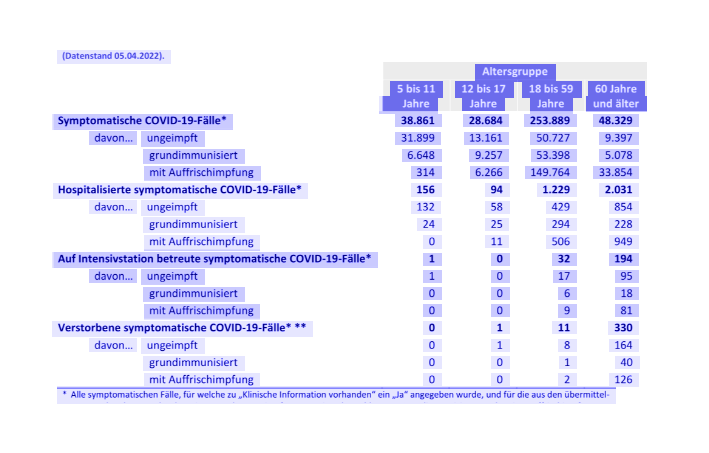 (Datenstand 05.04.2022).
Altersgruppe
5 bis 11 12 bis 17 18 bis 59 60 Jahre
Jahre Jahre Jahre und älter
Symptomatische COVID-19-Fälle* 38.861 28.684 253.889 48.329
davon... ungeimpft 31.899 13.161 50.727 9.397
grundimmunisiert 6.648 9.257 53.398 5.078
mit Auffrischimpfung 314 6.266 149.764 33.854
Hospitalisierte symptomatische COVID-19-Fälle* 156 94 1.229 2.031
davon... ungeimpft 132 58 429 854
grundimmunisiert 24 25 294 228
mit Auffrischimpfung 0 11 506 949
Auf Intensivstation betreute symptomatische COVID-19-Fälle* 1 0 32 194
davon... ungeimpft 1 0 17 95
grundimmunisiert 0 0 6 18
mit Auffrischimpfung 0 0 9 81
Verstorbene symptomatische COVID-19-Fälle* ** 0 1 11 330
davon... ungeimpft 0 1 8 164
grundimmunisiert 0 0 1 40
mit Auffrischimpfung 0 0 2 126
* Alle symptomatischen Fälle, für welche zu „Klinische Information vorhanden“ ein „Ja“ angegeben wurde, und für die aus den übermittel-